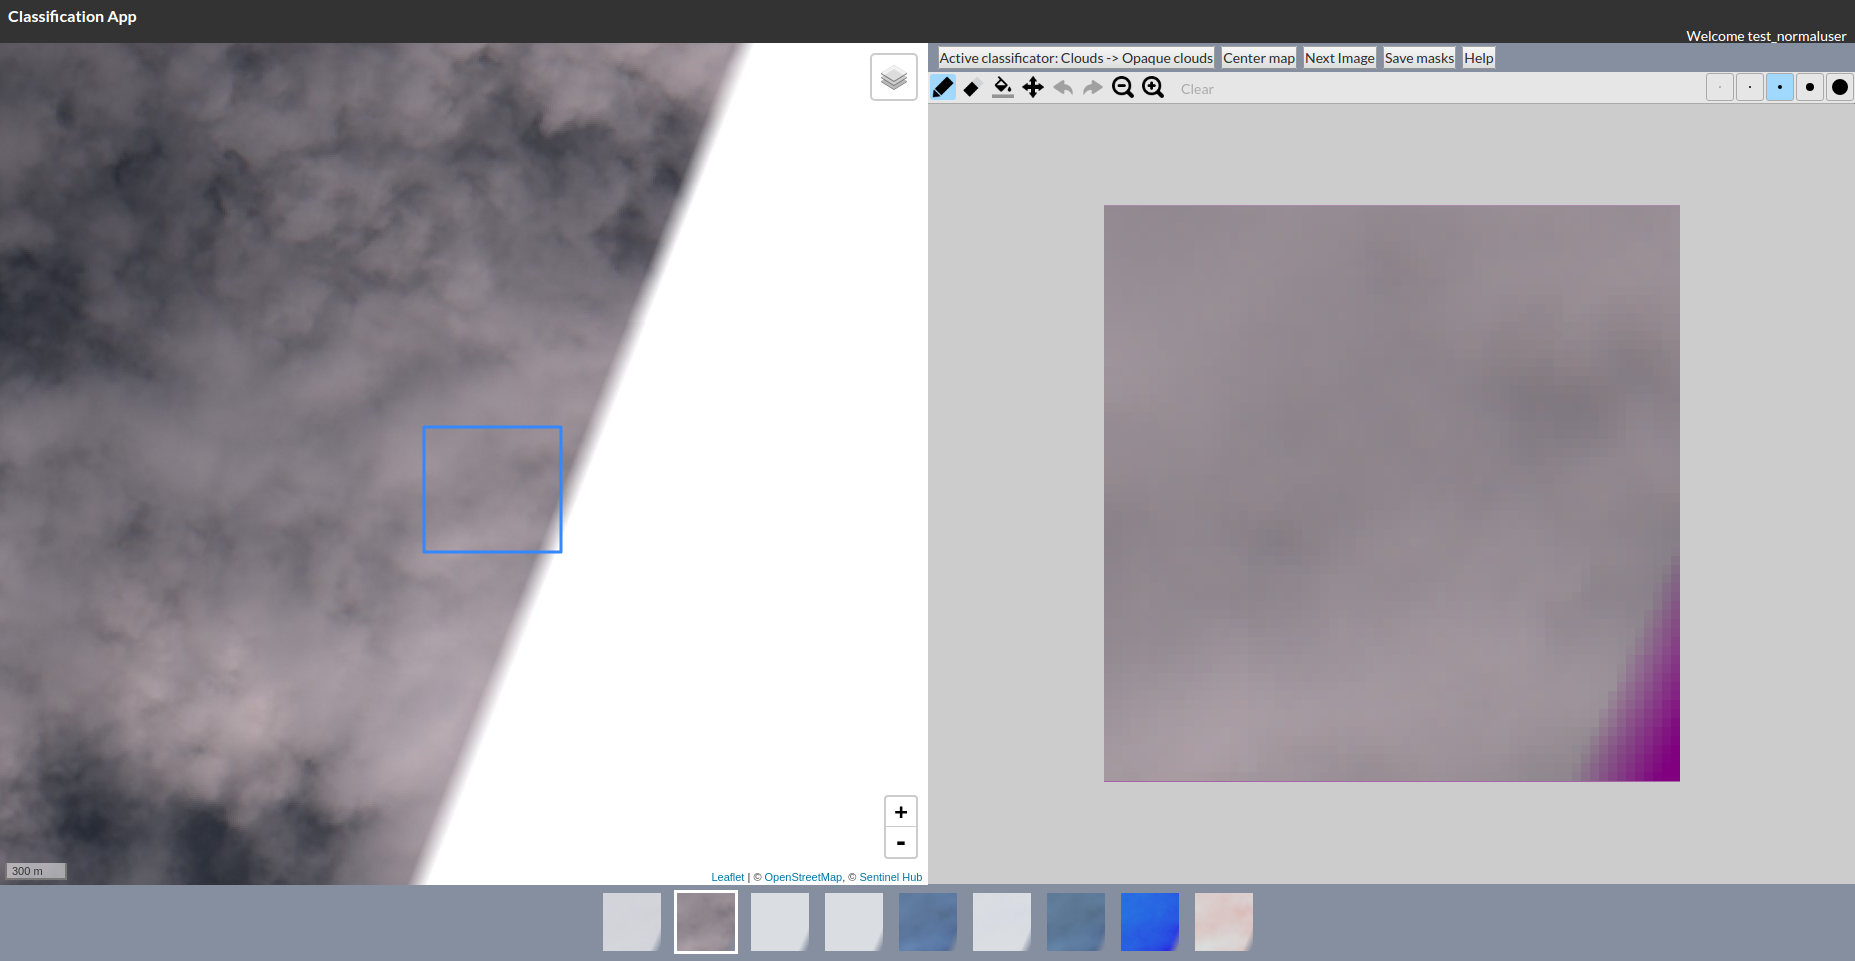 Classification App
Welcome test_normaluser
Active classificator: Clouds -> Opaque clouds Center map Next Image Save masks Help
Clear
+
-
300 m
Leaflet | © OpenStreetMap, © Sentinel Hub